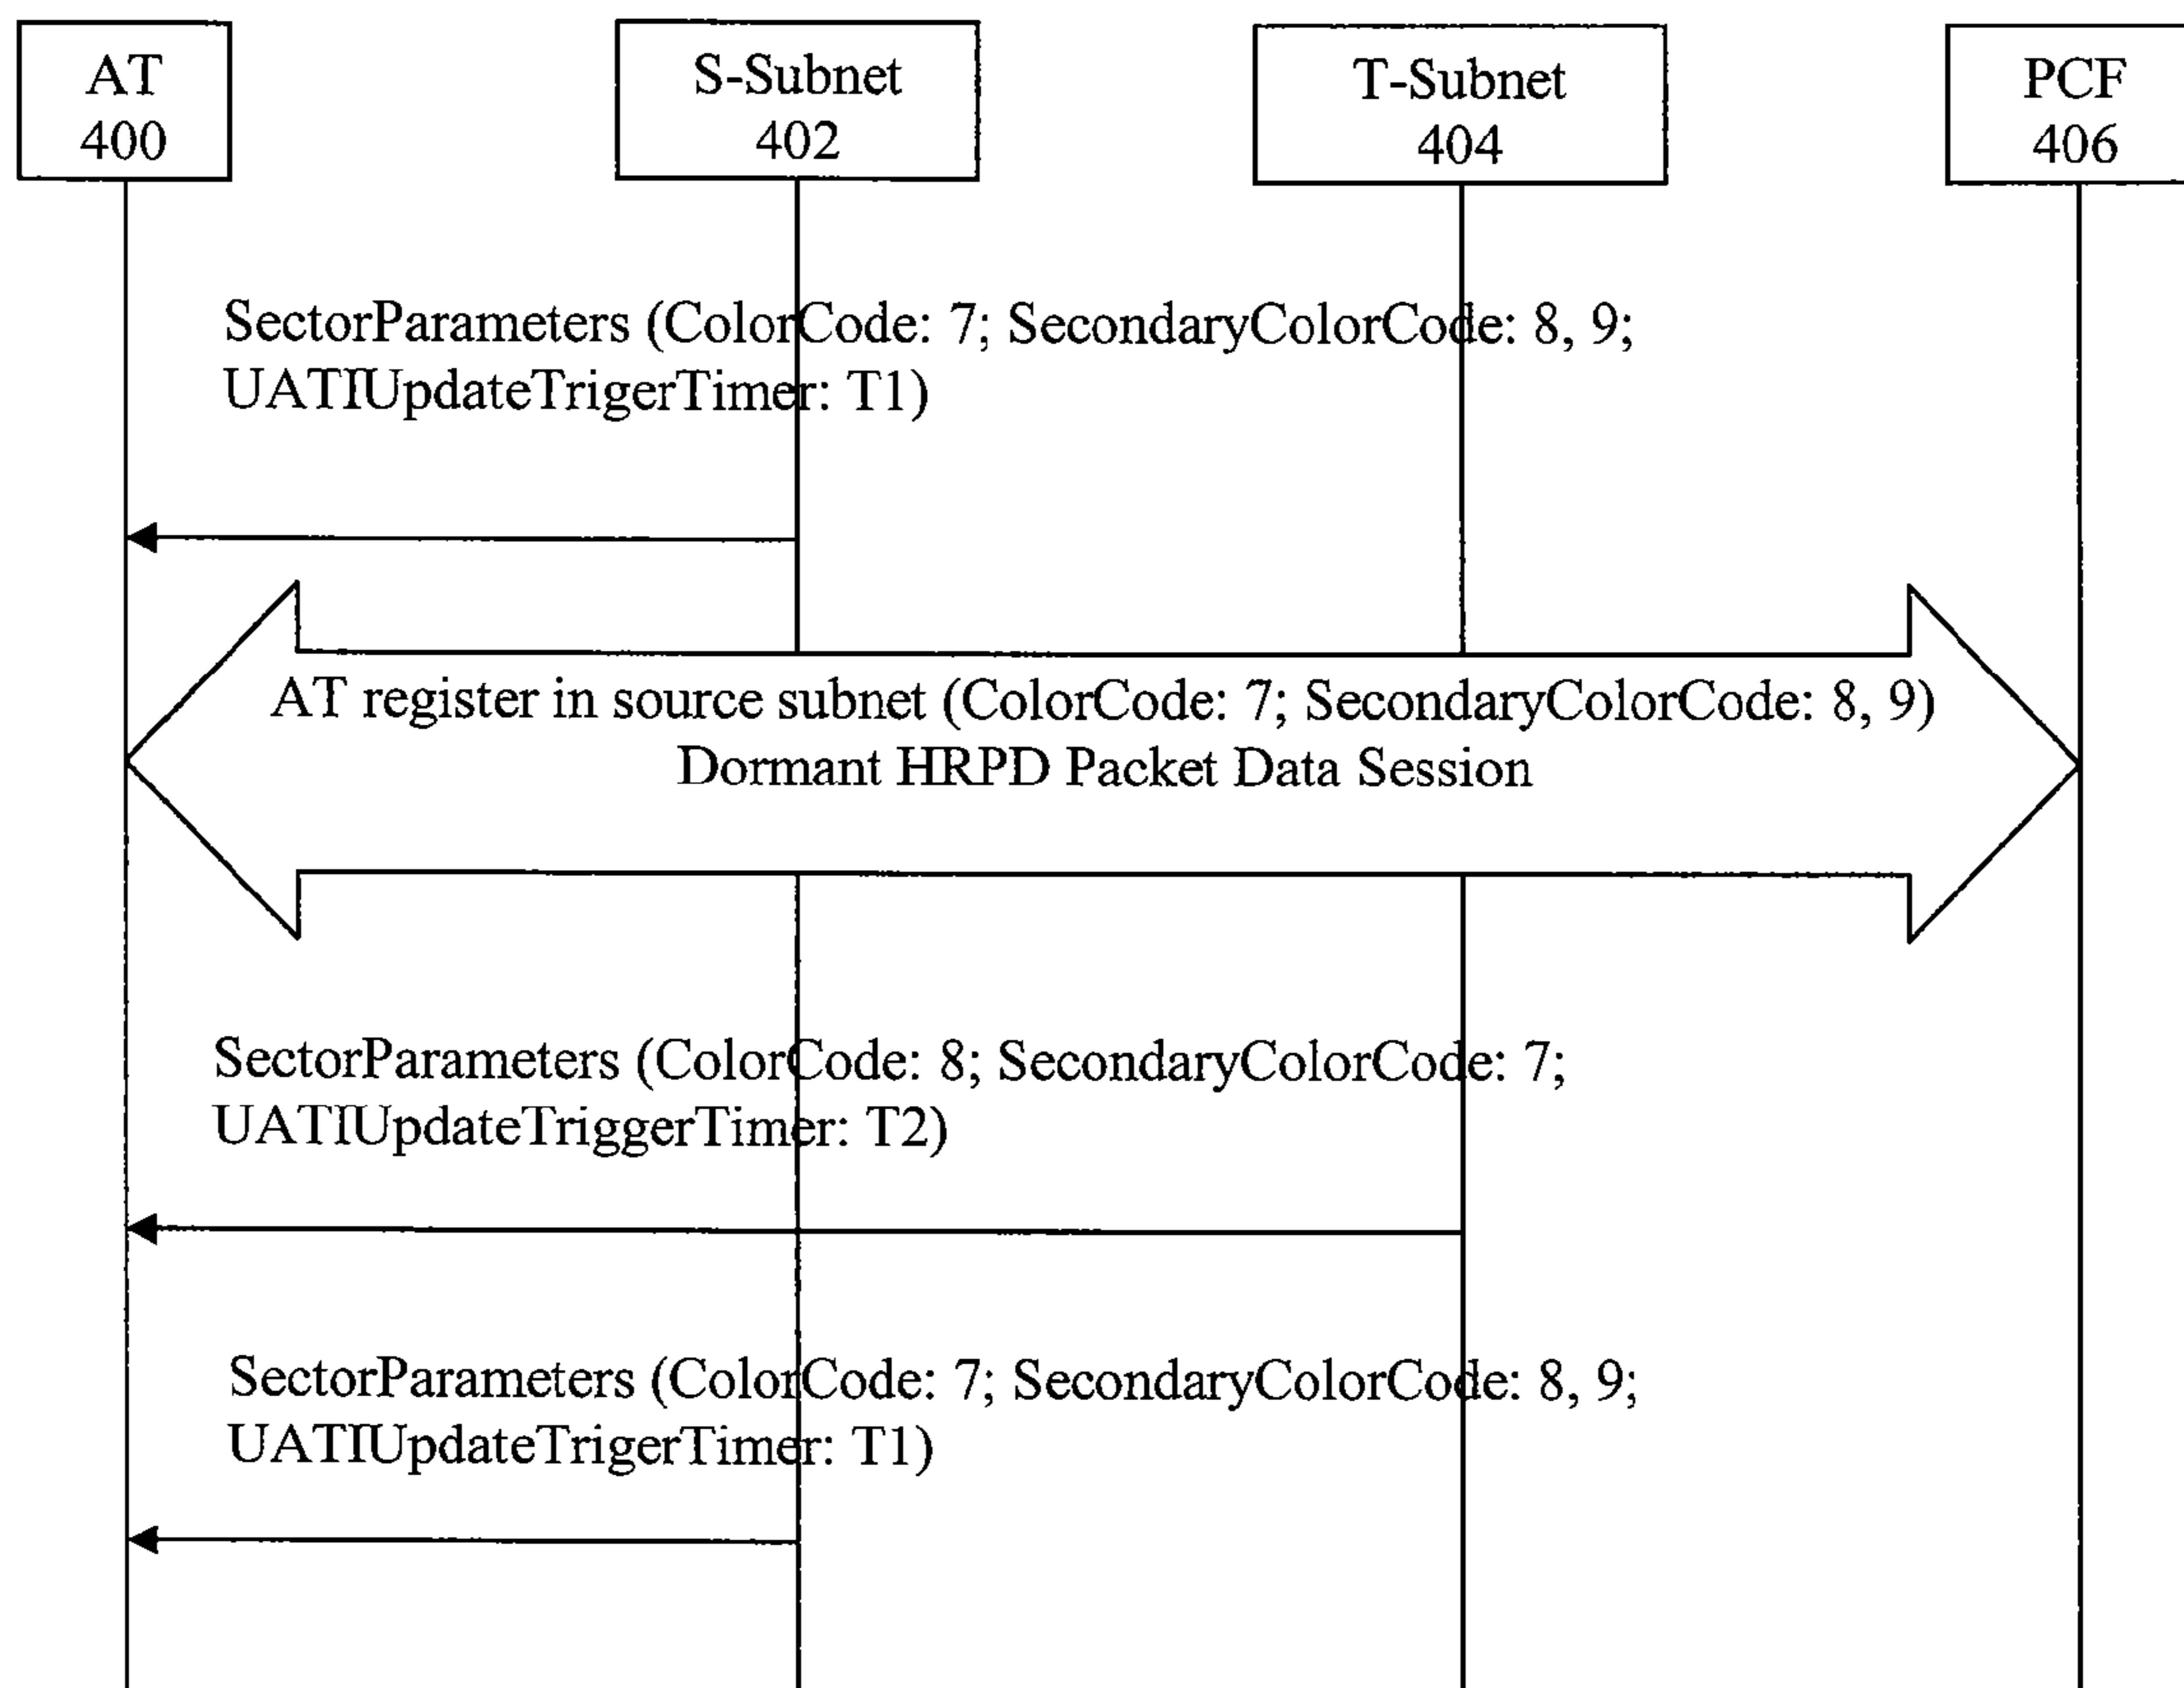 AT
400
S-Subnet
402
T-Subnet
404
PCF
406
SectorParameters (ColorCode: 7; SecondaryColorCode: 8, 9;
UATIUpdateTrigerTimer: T1)
AT register in source subnet (ColorCode: 7; SecondaryColorCode: 8, 9)
Dormant HRPD Packet Data Session
SectorParameters (ColorCode: 8; SecondaryColorCode: 7;
UATIUpdateTriggerTimer: T2)
SectorParameters (ColorCode: 7; SecondaryColorCode: 8, 9;
UATIUpdateTrigerTimer: T1)